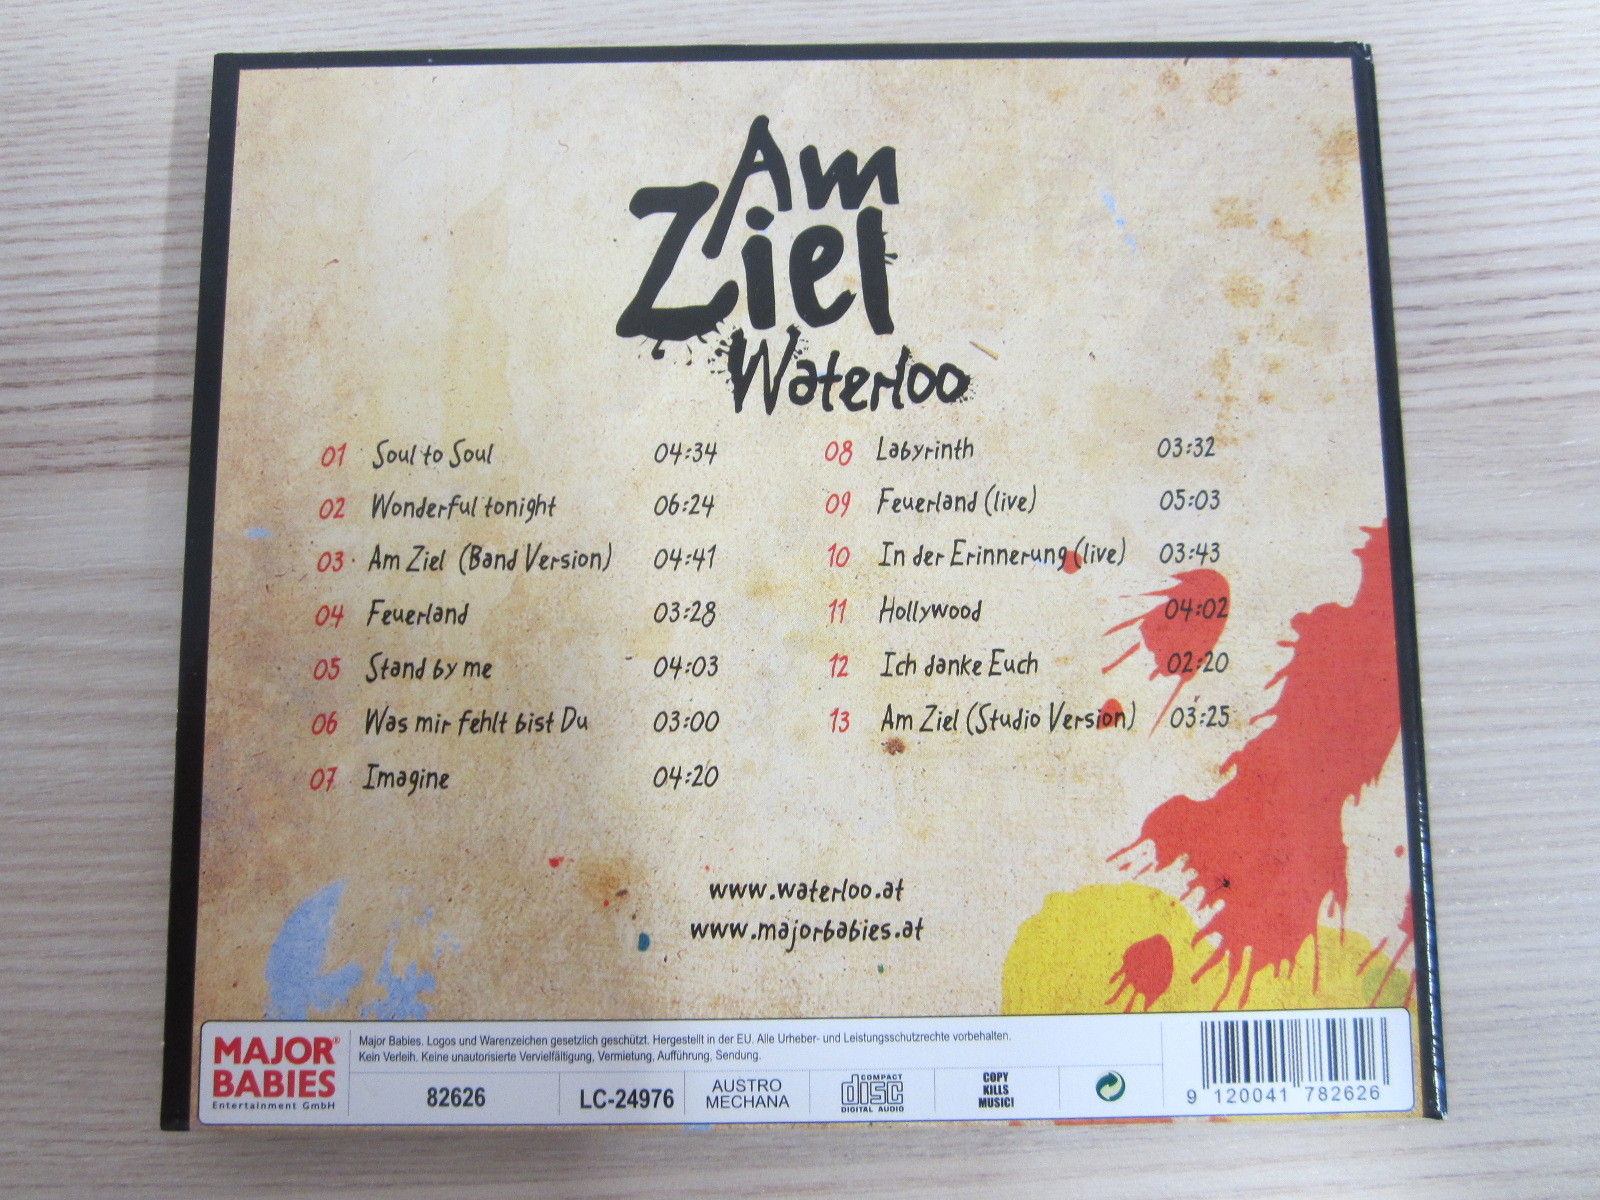 Am
Ziel
Waterloo
01 Soul to Soul 04:34
02 Wonderful tonight 06:24
03 Am Ziel (Band Version) 04:41
04 Feuerland 03:28
05 Stand by me 04:03
06 Was mir fehlt bist Du 03:00
07 Imagine 04:20
08 Labyrinth 03:32
09 Feuerland (live) 05:03
10 In der Erinnerung (live) 03:43
11 Hollywood 04:02
12 Ich danke Euch 02:20
13 Am Ziel (Studio Version) 03:25
www.waterloo.at
www.majorbabies.at
MAJOR®
BABIES
Entertainment GmbH
Major Babies. Logos und Warenzeichen gesetzlich geschützt. Hergestellt in der EU. Alle Urheber- und Leistungsschutzrechte vorbehalten.
Kein Verleih. Keine unautorisierte Vervielfältigung, Vermietung, Aufführung, Sendung.
82626
LC-24976
AUSTRO
MECHANA
COMPACT
disc
DIGITAL AUDIO
COPY
KILLS
MUSIC!
9 120041 782626